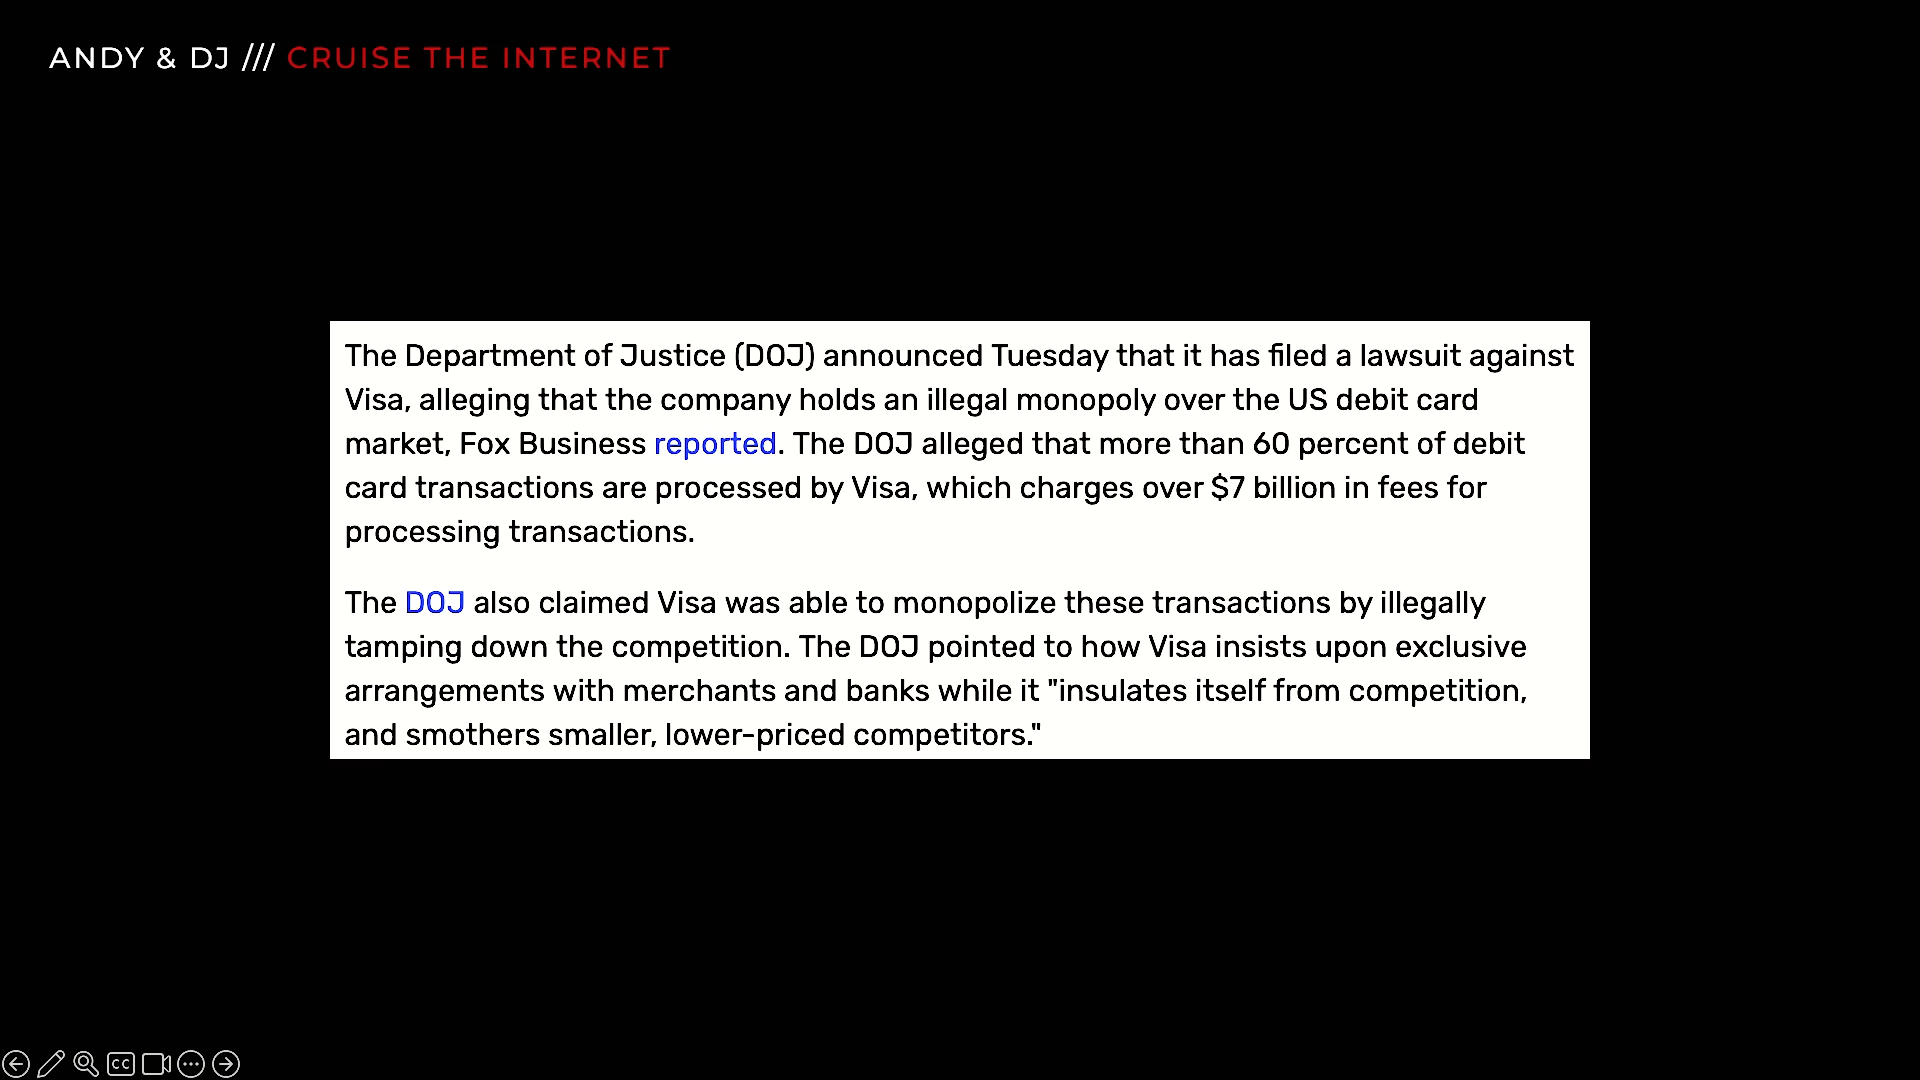 ANDY & DJ /// CRUISE THE INTERNET
The Department of Justice (DOJ) announced Tuesday that it has filed a lawsuit against
Visa, alleging that the company holds an illegal monopoly over the US debit card
market, Fox Business reported. The DOJ alleged that more than 60 percent of debit
card transactions are processed by Visa, which charges over $7 billion in fees for
processing transactions.
The DOJ also claimed Visa was able to monopolize these transactions by illegally
tamping down the competition. The DOJ pointed to how Visa insists upon exclusive
arrangements with merchants and banks while it "insulates itself from competition,
and smothers smaller, lower-priced competitors."
CC